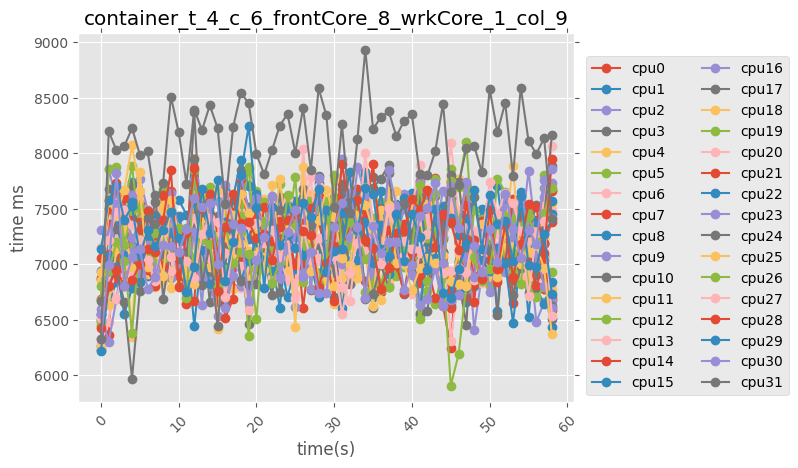 container_t_4_c_6_frontCore_8_wrkCore_1_col_9
time ms
9000
8500
8000
7500
7000
6500
6000
0
10
20
30
40
50
60
time(s)
cpu0
cpu1
cpu2
cpu3
cpu4
cpu5
cpu6
cpu7
cpu8
cpu9
cpu10
cpu11
cpu12
cpu13
cpu14
cpu15
cpu16
cpu17
cpu18
cpu19
cpu20
cpu21
cpu22
cpu23
cpu24
cpu25
cpu26
cpu27
cpu28
cpu29
cpu30
cpu31